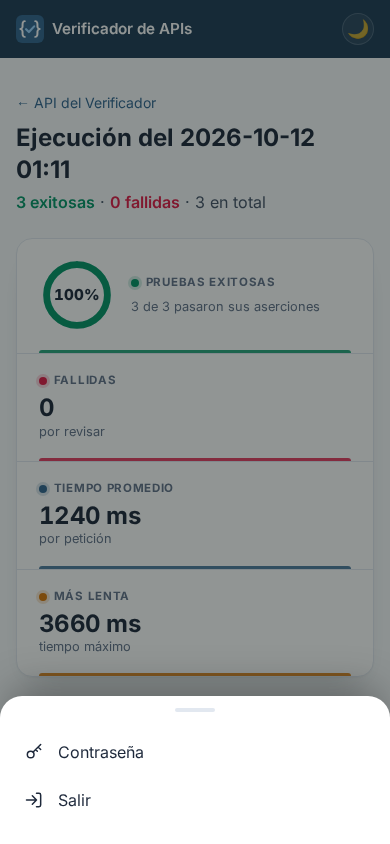 Verificador de APIs
← API del Verificador
Ejecución del 2026-10-12
01:11
3 exitosas · 0 fallidas · 3 en total
100%
PRUEBAS EXITOSAS
3 de 3 pasaron sus aserciones
FALLIDAS
0
por revisar
TIEMPO PROMEDIO
1240 ms
por petición
MÁS LENTA
3660 ms
tiempo máximo
Contraseña
Salir